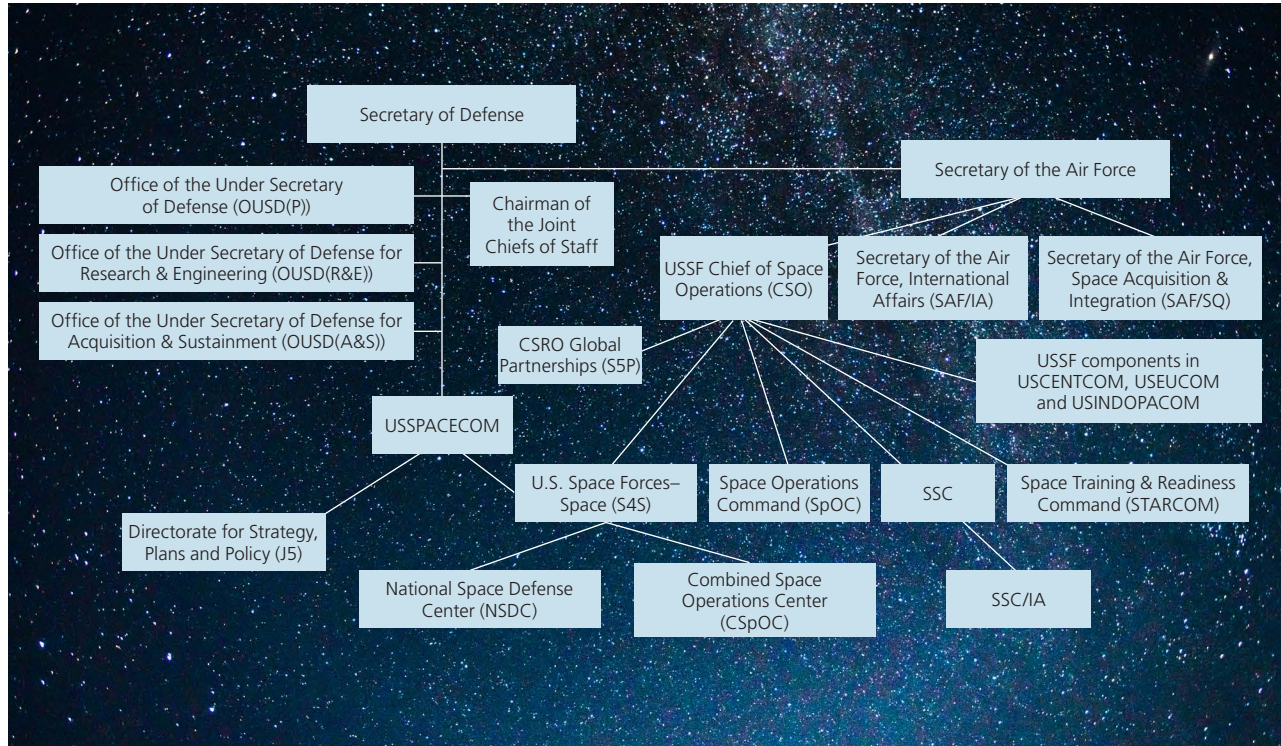 Secretary of Defense
Secretary of the Air Force
Office of the Under Secretary
of Defense (OUSD(P))
Chairman of
the Joint
Chiefs of Staff
Office of the Under Secretary of Defense for
Research & Engineering (OUSD(R&E))
USSF Chief of Space
Operations (CSO)
Secretary of the Air
Force, International
Affairs (SAF/IA)
Secretary of the Air Force,
Space Acquisition &
Integration (SAF/SQ)
Office of the Under Secretary of Defense for
Acquisition & Sustainment (OUSD(A&S))
CSRO Global
Partnerships (S5P)
USSF components in
USCENTCOM, USEUCOM
and USINDOPACOM
USSPACECOM
U.S. Space Forces–
Space (S4S)
Space Operations
Command (SpOC)
SSC
Space Training & Readiness
Command (STARCOM)
Directorate for Strategy,
Plans and Policy (J5)
National Space Defense
Center (NSDC)
Combined Space
Operations Center
(CSpOC)
SSC/IA